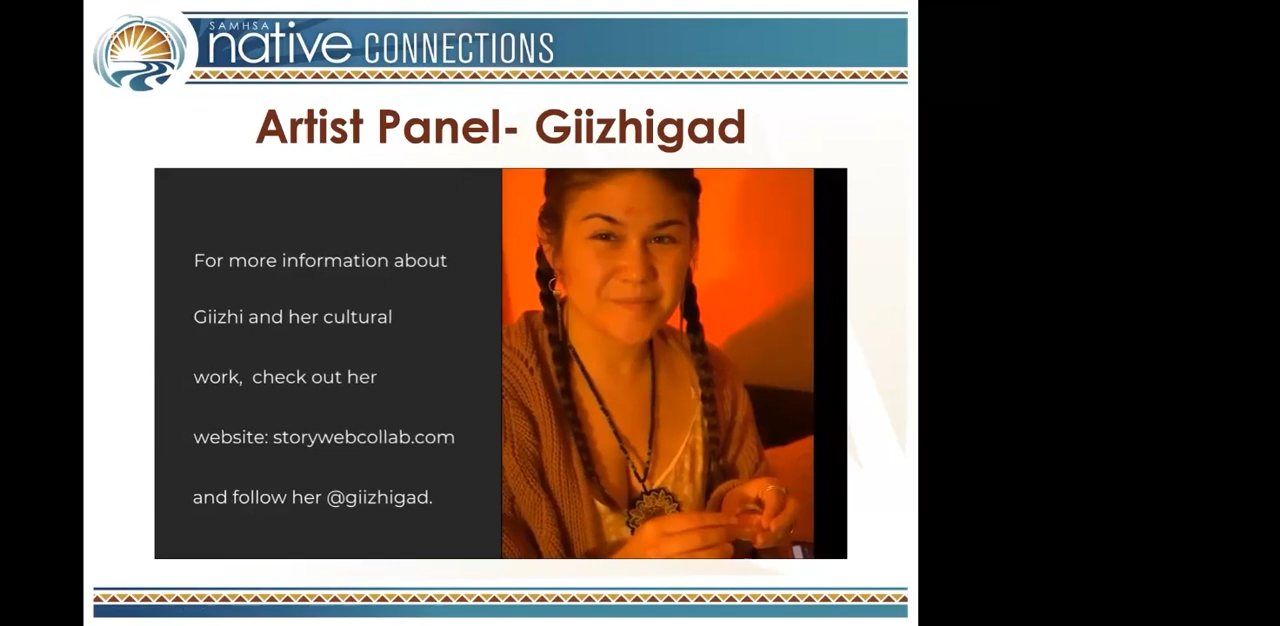 SAMHSA
native CONNECTIONS
Artist Panel- Giizhigad
For more information about
Giizhi and her cultural
work, check out her
website: storywebcollab.com
and follow her @giizhigad.